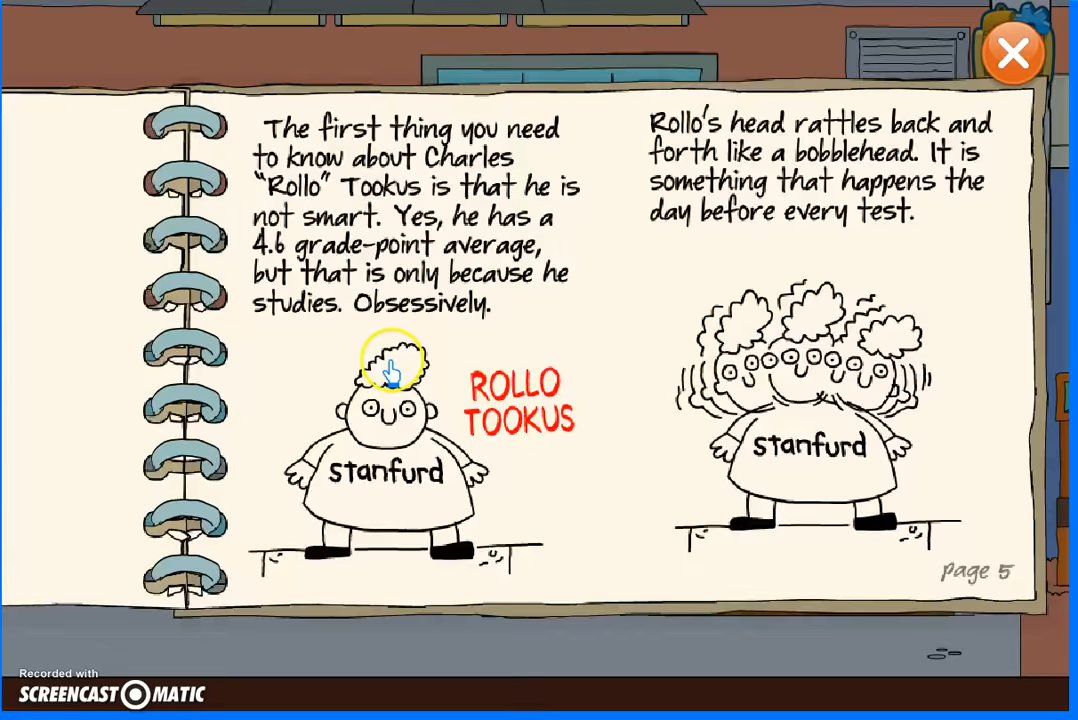 The first thing you need
to know about Charles
"Rollo" Tookus is that he is
not smart. Yes, he has a
4.6 grade-point average,
but that is only because he
studies. Obsessively.
ROLLO
TOOKUS
stanfurd
Rollo's head rattles back and
forth like a bobblehead. It is
something that happens the
day before every test.
stanfurd
page 5
Recorded with
SCREENCAST MATIC